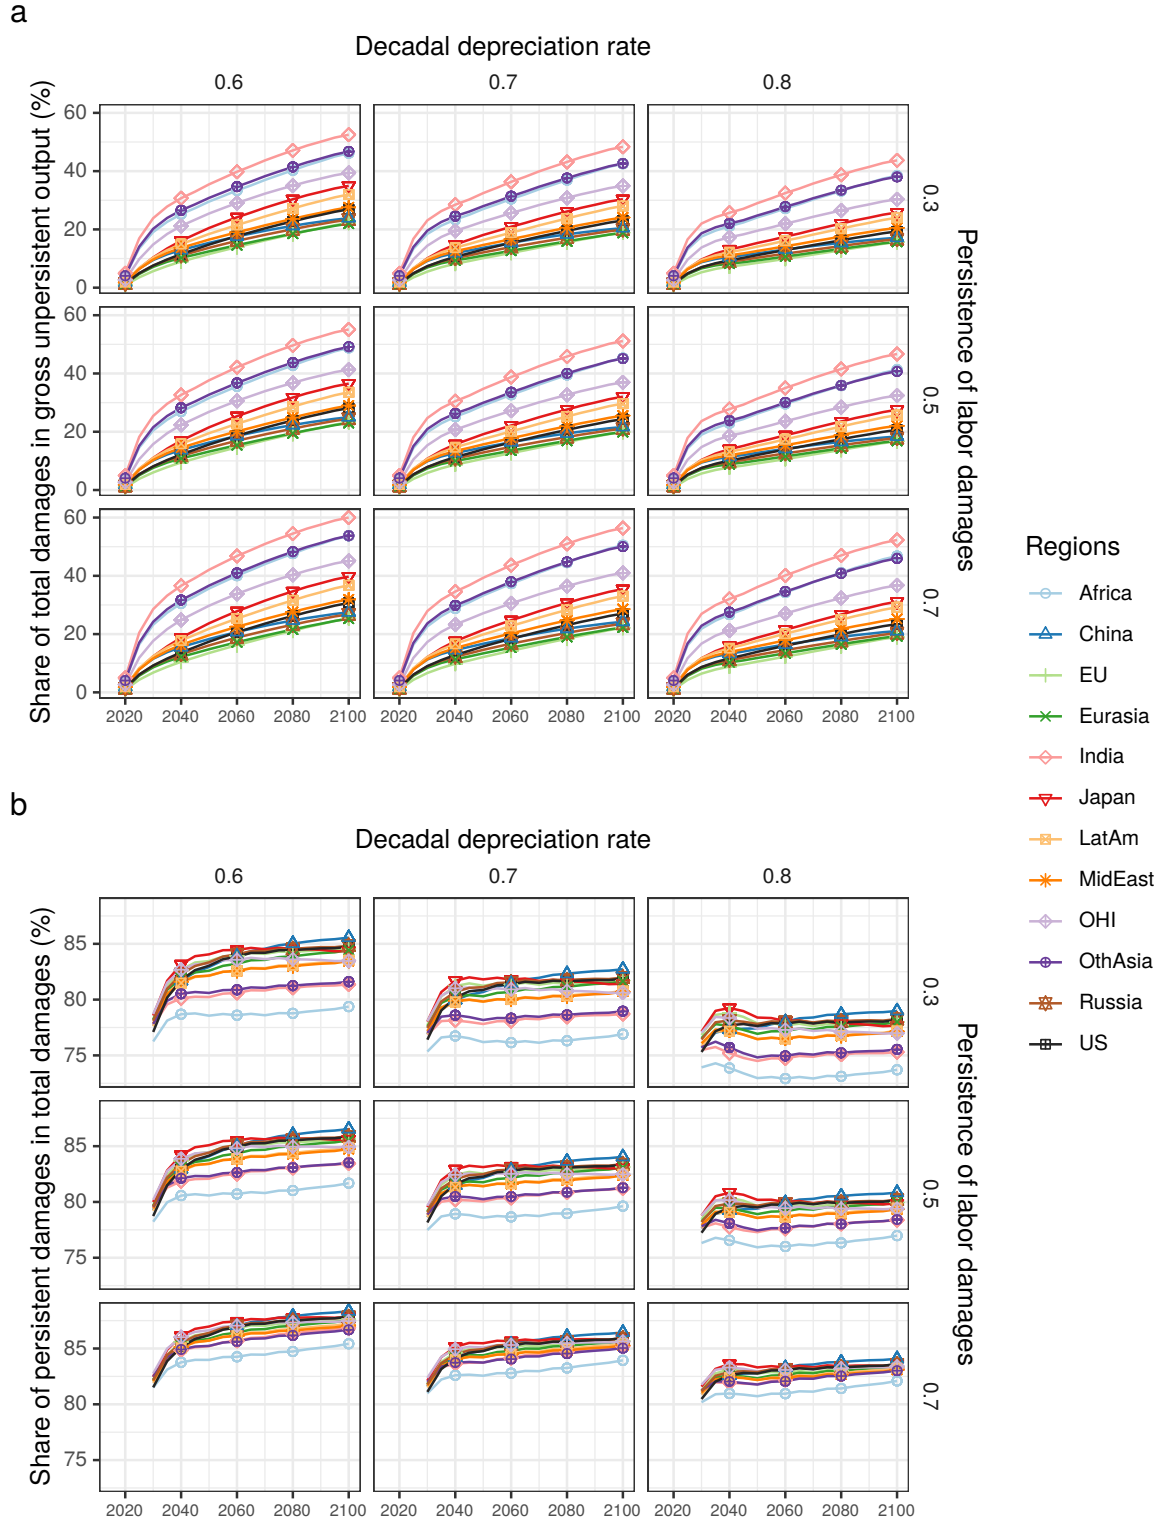 a
Decadal depreciation rate
0.6 0.7 0.8
Share of total damages in gross unpersistent output (%)
60
40
20
0
0.3
60
40
20
0
0.5
60
40
20
0
0.7
Persistence of labor damages
2020 2040 2060 2080 2100 2020 2040 2060 2080 2100 2020 2040 2060 2080 2100
Regions
Africa
China
EU
Eurasia
India
Japan
LatAm
MidEast
OHI
OthAsia
Russia
US
b
Decadal depreciation rate
0.6 0.7 0.8
Share of persistent damages in total damages (%)
85
80
75
0.3
85
80
75
0.5
85
80
75
0.7
Persistence of labor damages
2020 2040 2060 2080 2100 2020 2040 2060 2080 2100 2020 2040 2060 2080 2100